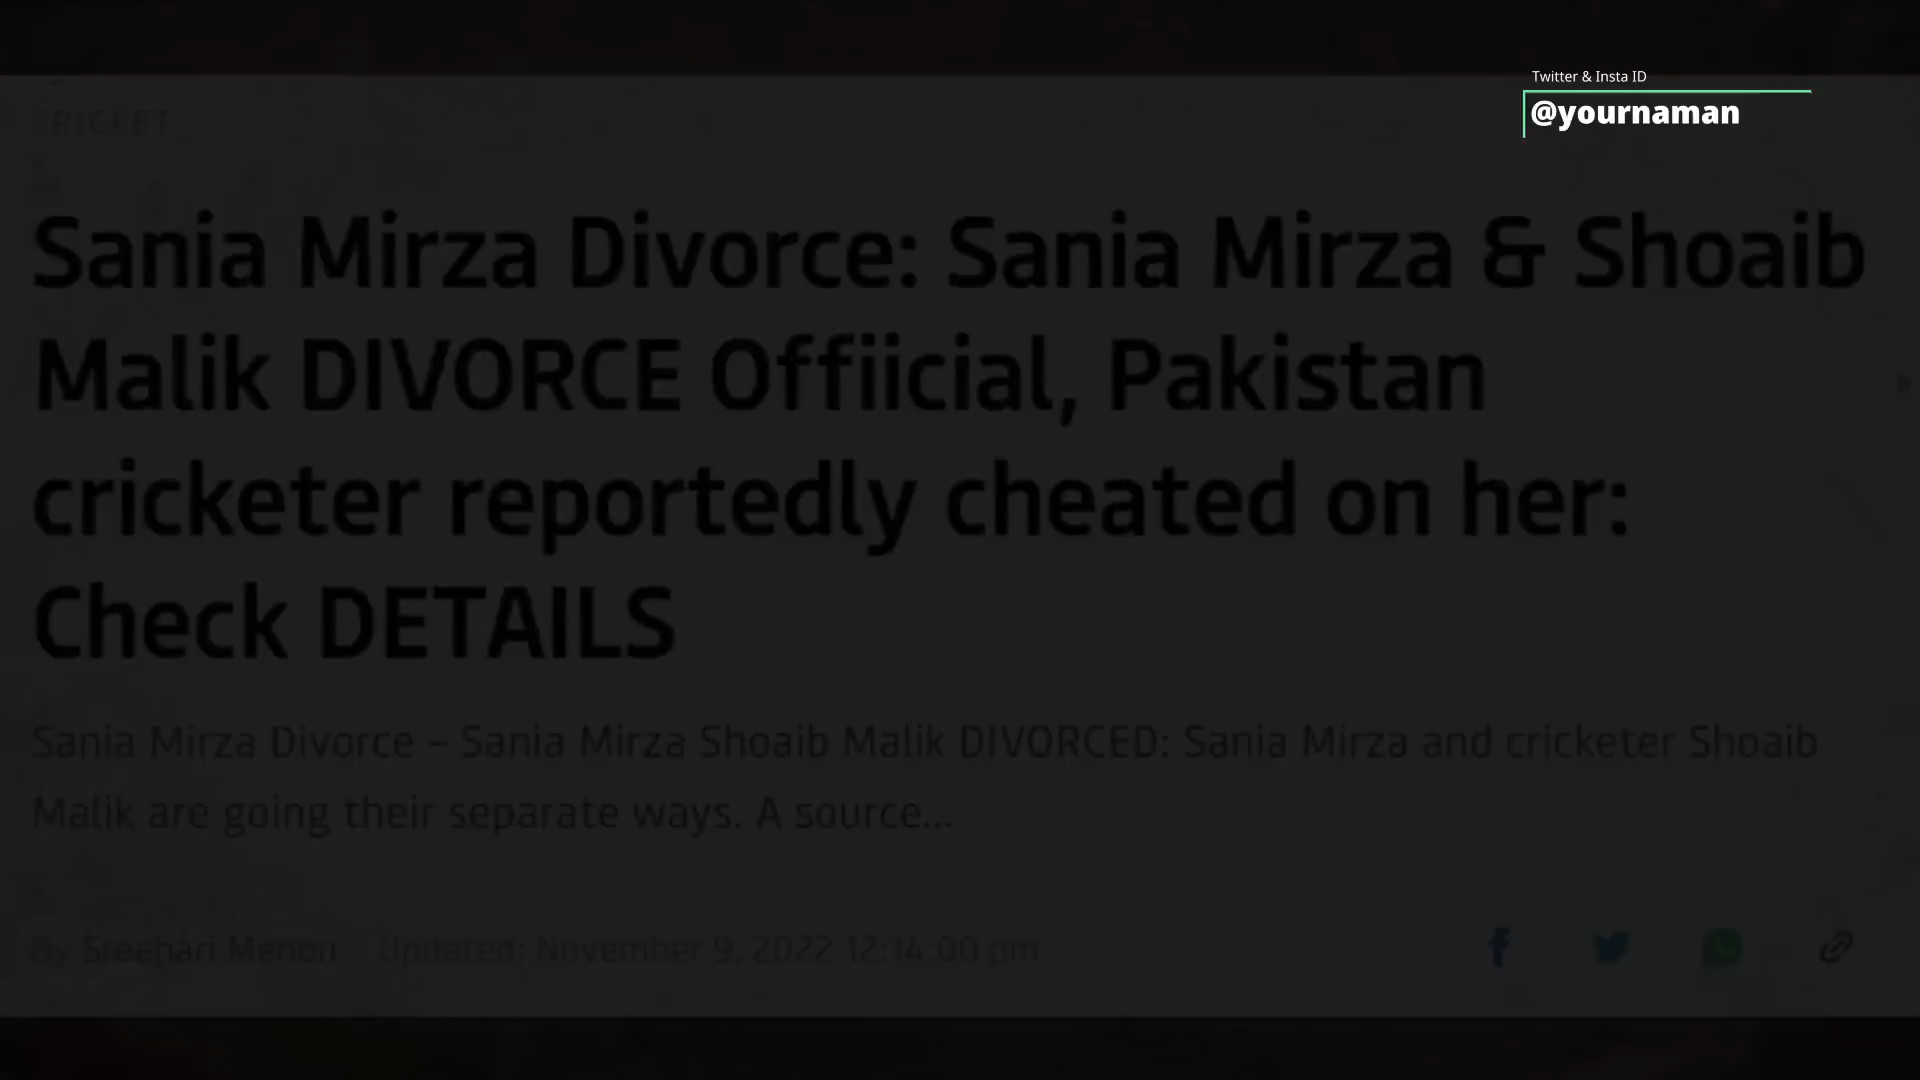 Twitter & Insta ID
@yournaman
CRICKET
Sania Mirza Divorce: Sania Mirza & Shoaib
Malik DIVORCE Offiicial, Pakistan
cricketer reportedly cheated on her:
Check DETAILS
Sania Mirza Divorce – Sania Mirza Shoaib Malik DIVORCED: Sania Mirza and cricketer Shoaib
Malik are going their separate ways. A source...
By Sreehari Menon Updated: November 9, 2022 12:14:00 pm